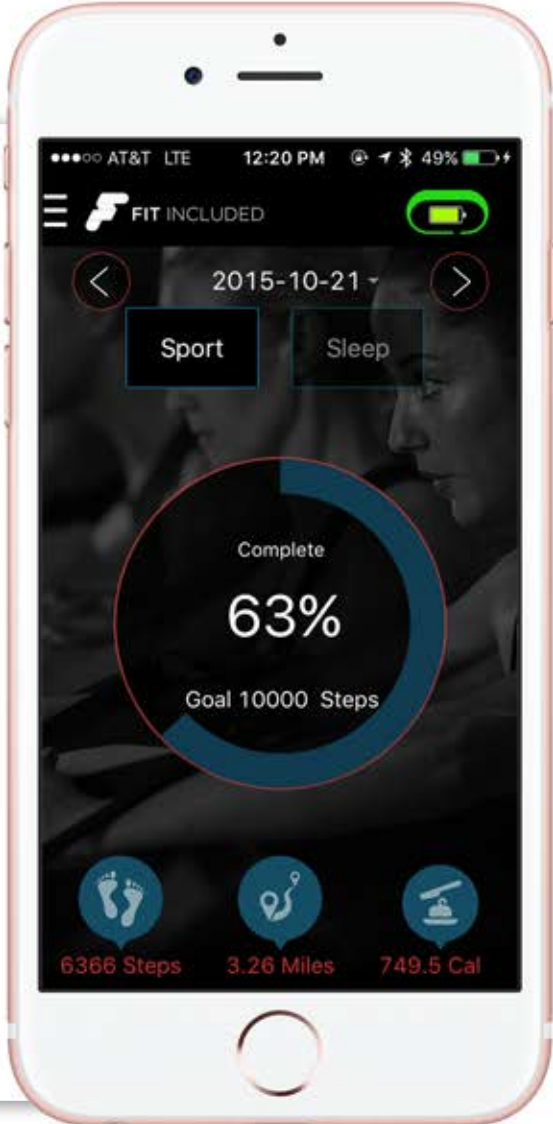 AT&T LTE 12:20 PM 49%
FIT INCLUDED
2015-10-21
Sport Sleep
Complete
63%
Goal 10000 Steps
6366 Steps 3.26 Miles 749.5 Cal